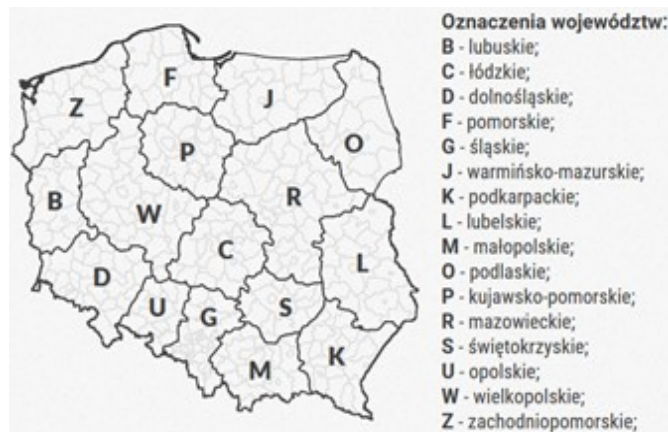 Oznaczenia województw:
B - lubuskie;
C - łódzkie;
D - dolnośląskie;
F - pomorskie;
G - śląskie;
J - warmińsko-mazurskie;
K - podkarpackie;
L - lubelskie;
M - małopolskie;
O - podlaskie;
P - kujawsko-pomorskie;
R - mazowieckie;
S - świętokrzyskie;
U - opolskie;
W - wielkopolskie;
Z - zachodniopomorskie;
F
Z
J
P
O
B
W
R
C
L
D
U
G
S
M
K